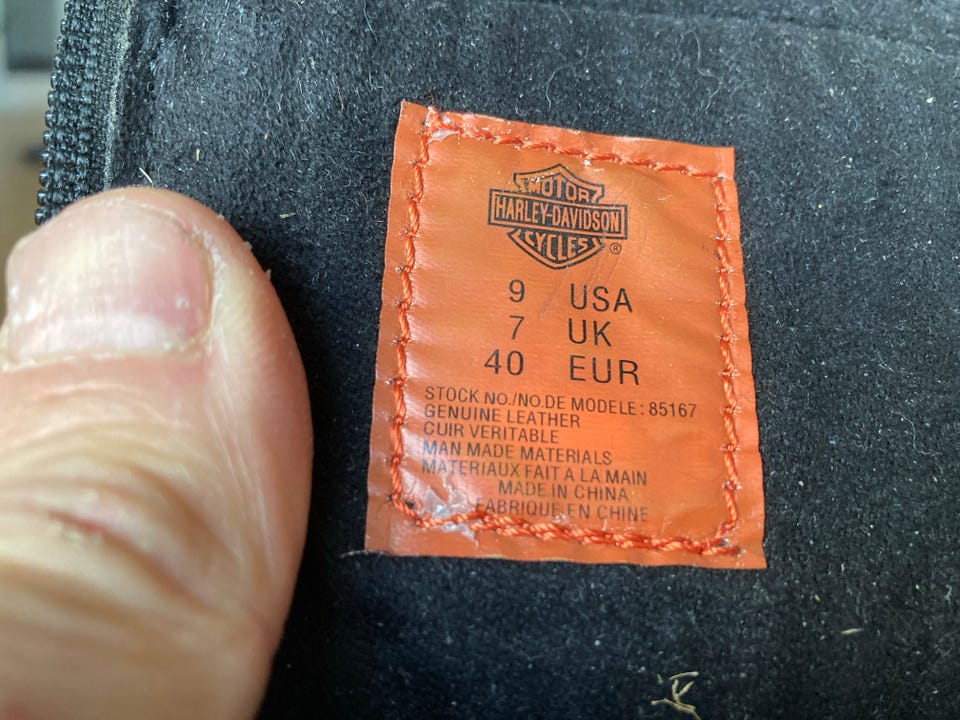 MOTOR
HARLEY-DAVIDSON
CYCLES ®
9 USA
7 UK
40 EUR
STOCK NO./NO.DE MODELE: 85167
GENUINE LEATHER
CUIR VERITABLE
MAN MADE MATERIALS
MATERIAUX FAIT A LA MAIN
MADE IN CHINA
FABRIQUE EN CHINE